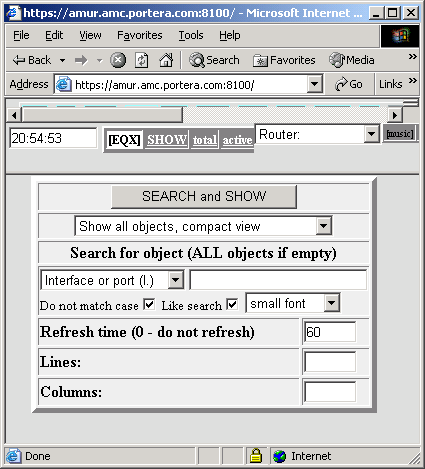 https://amur.amc.portera.com:8100/ - Microsoft Internet ...
File Edit View Favorites Tools Help
Back Search Favorites Media
Address https://amur.amc.portera.com:8100/ Go Links »
20:54:53 [EQX] SHOW total active Router: [music]
SEARCH and SHOW
Show all objects, compact view
Search for object (ALL objects if empty)
Interface or port (I.)
Do not match case Like search small font
Refresh time (0 - do not refresh) 60
Lines:
Columns:
Done Internet